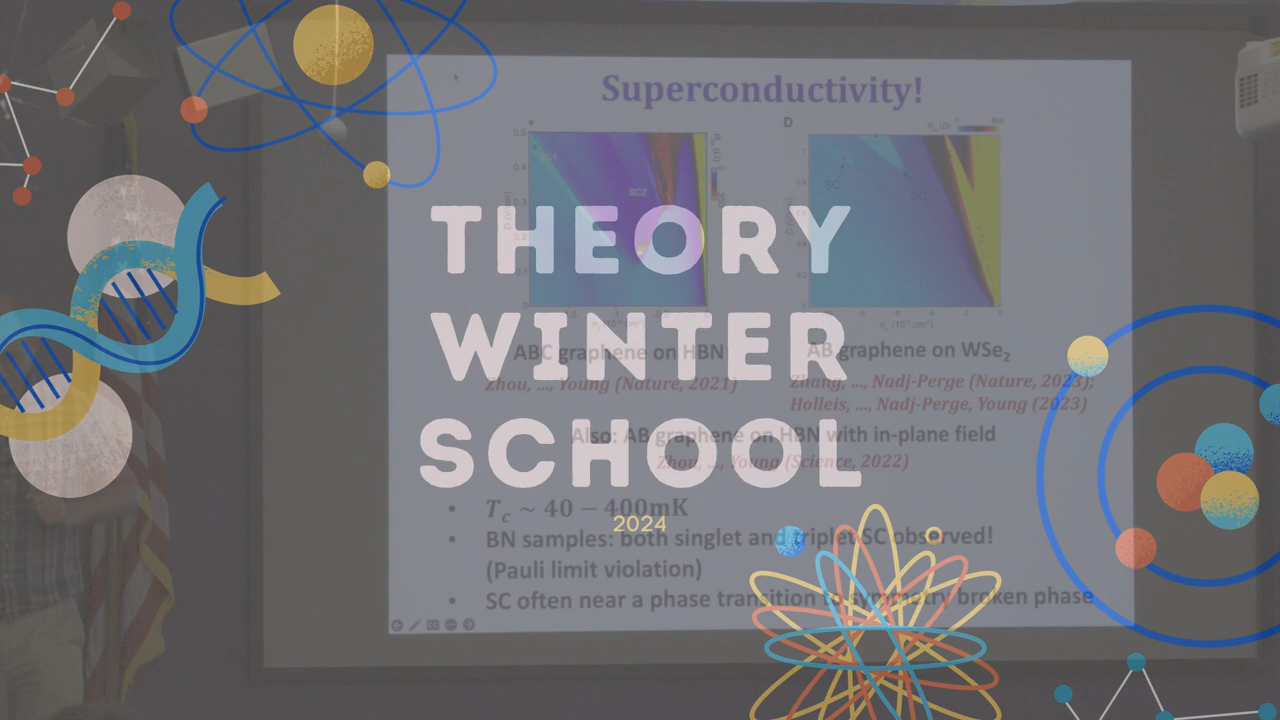 Superconductivity!
D
SC2
THEORY
WINTER
SCHOOL
2024
ABC graphene on HBN
Zhou, ..., Young (Nature, 2021)
AB graphene on WSe₂
Zhang, ..., Nadj-Perge (Nature, 2023);
Holleis, ..., Nadj-Perge, Young (2023)
Also: AB graphene on HBN with in-plane field
Zhou, ..., Young (Science, 2022)
• T_c ~ 40 − 400mK
• BN samples: both singlet and triplet SC observed!
(Pauli limit violation)
• SC often near a phase transition to symmetry broken phase